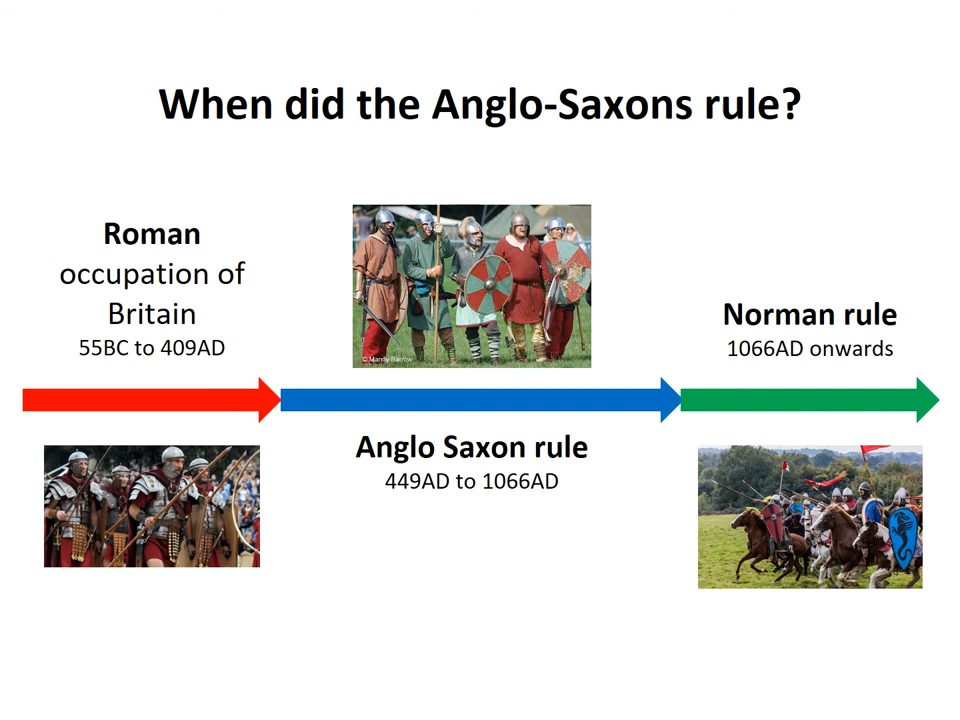 When did the Anglo-Saxons rule?
Roman
occupation of
Britain
55BC to 409AD
© Mandy Barrow
Norman rule
1066AD onwards
Anglo Saxon rule
449AD to 1066AD